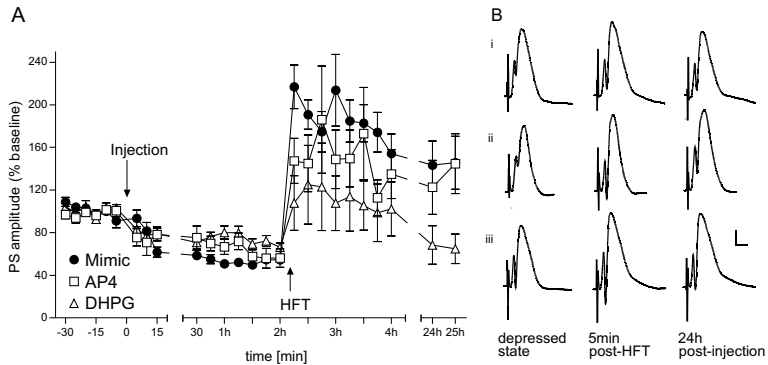 A
B
PS amplitude (% baseline)
240
200
160
120
80
40
0
Injection
HFT
Mimic
AP4
DHPG
-30 -15 0 15 30 1h 2h 3h 4h 24h 25h
time [min]
i
ii
iii
depressed state
5min post-HFT
24h post-injection